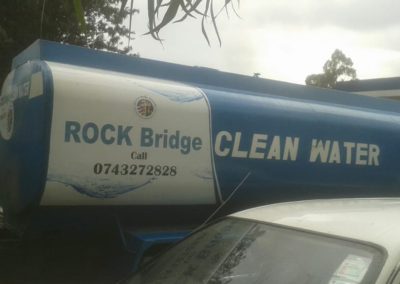 ROCK Bridge
Call
0743272828
CLEAN WATER